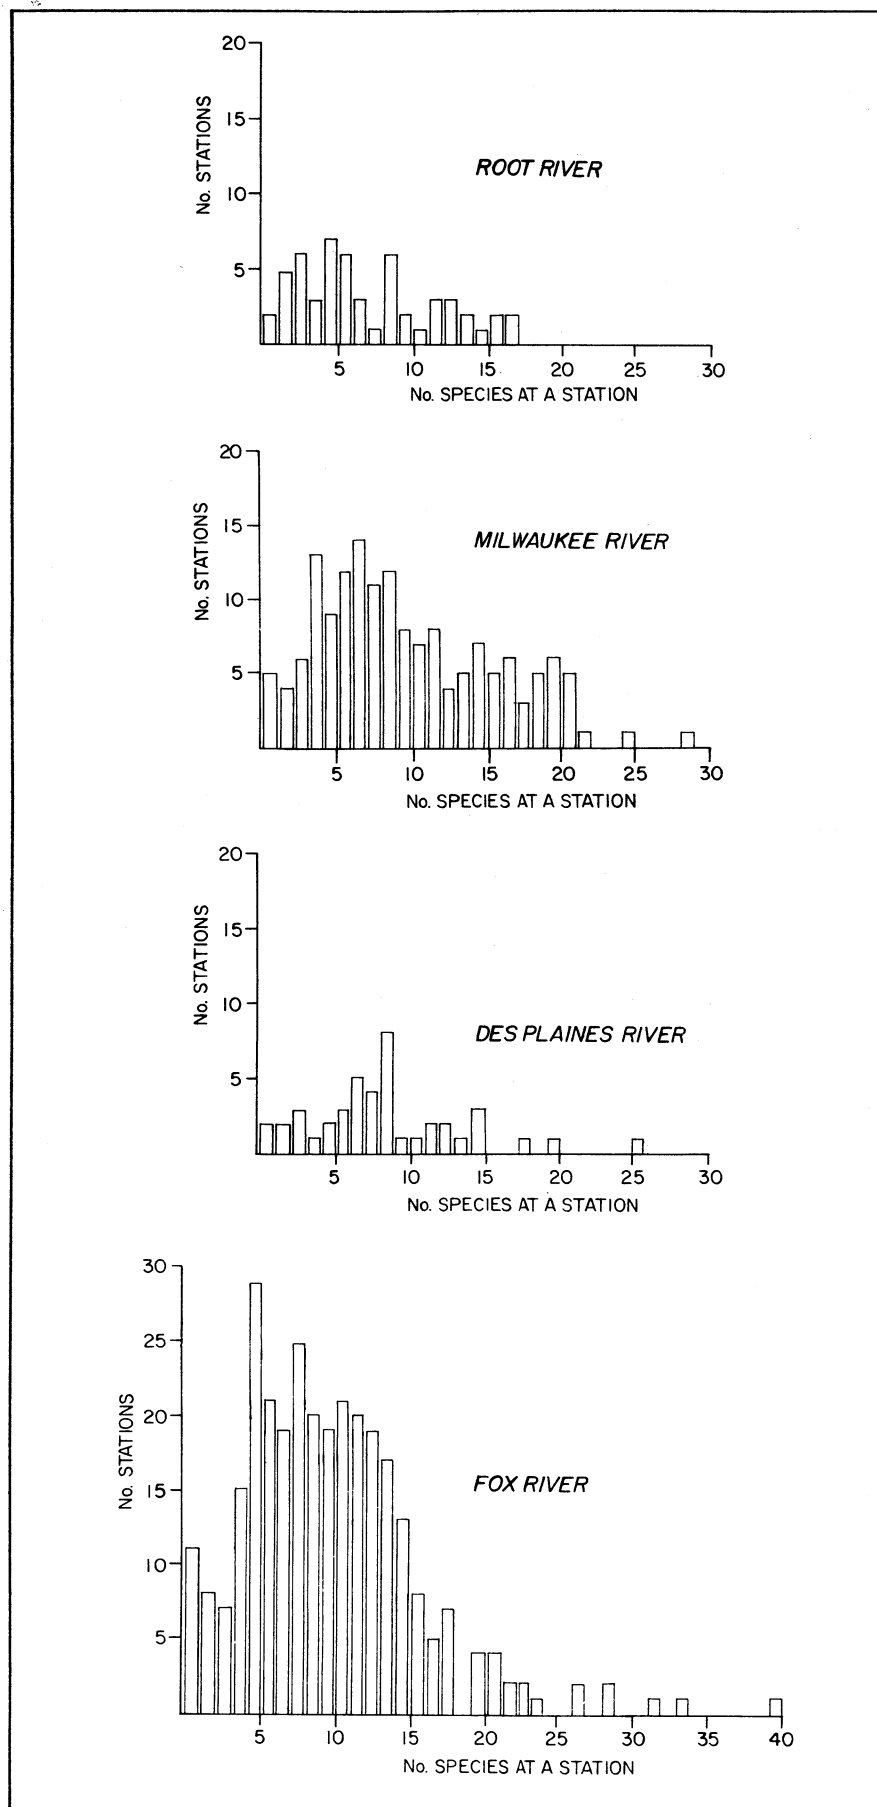 20
15
10
5
No. STATIONS
ROOT RIVER
5 10 15 20 25 30
No. SPECIES AT A STATION
20
15
10
5
No. STATIONS
MILWAUKEE RIVER
5 10 15 20 25 30
No. SPECIES AT A STATION
20
15
10
5
No. STATIONS
DES PLAINES RIVER
5 10 15 20 25 30
No. SPECIES AT A STATION
30
25
20
15
10
5
No. STATIONS
FOX RIVER
5 10 15 20 25 30 35 40
No. SPECIES AT A STATION